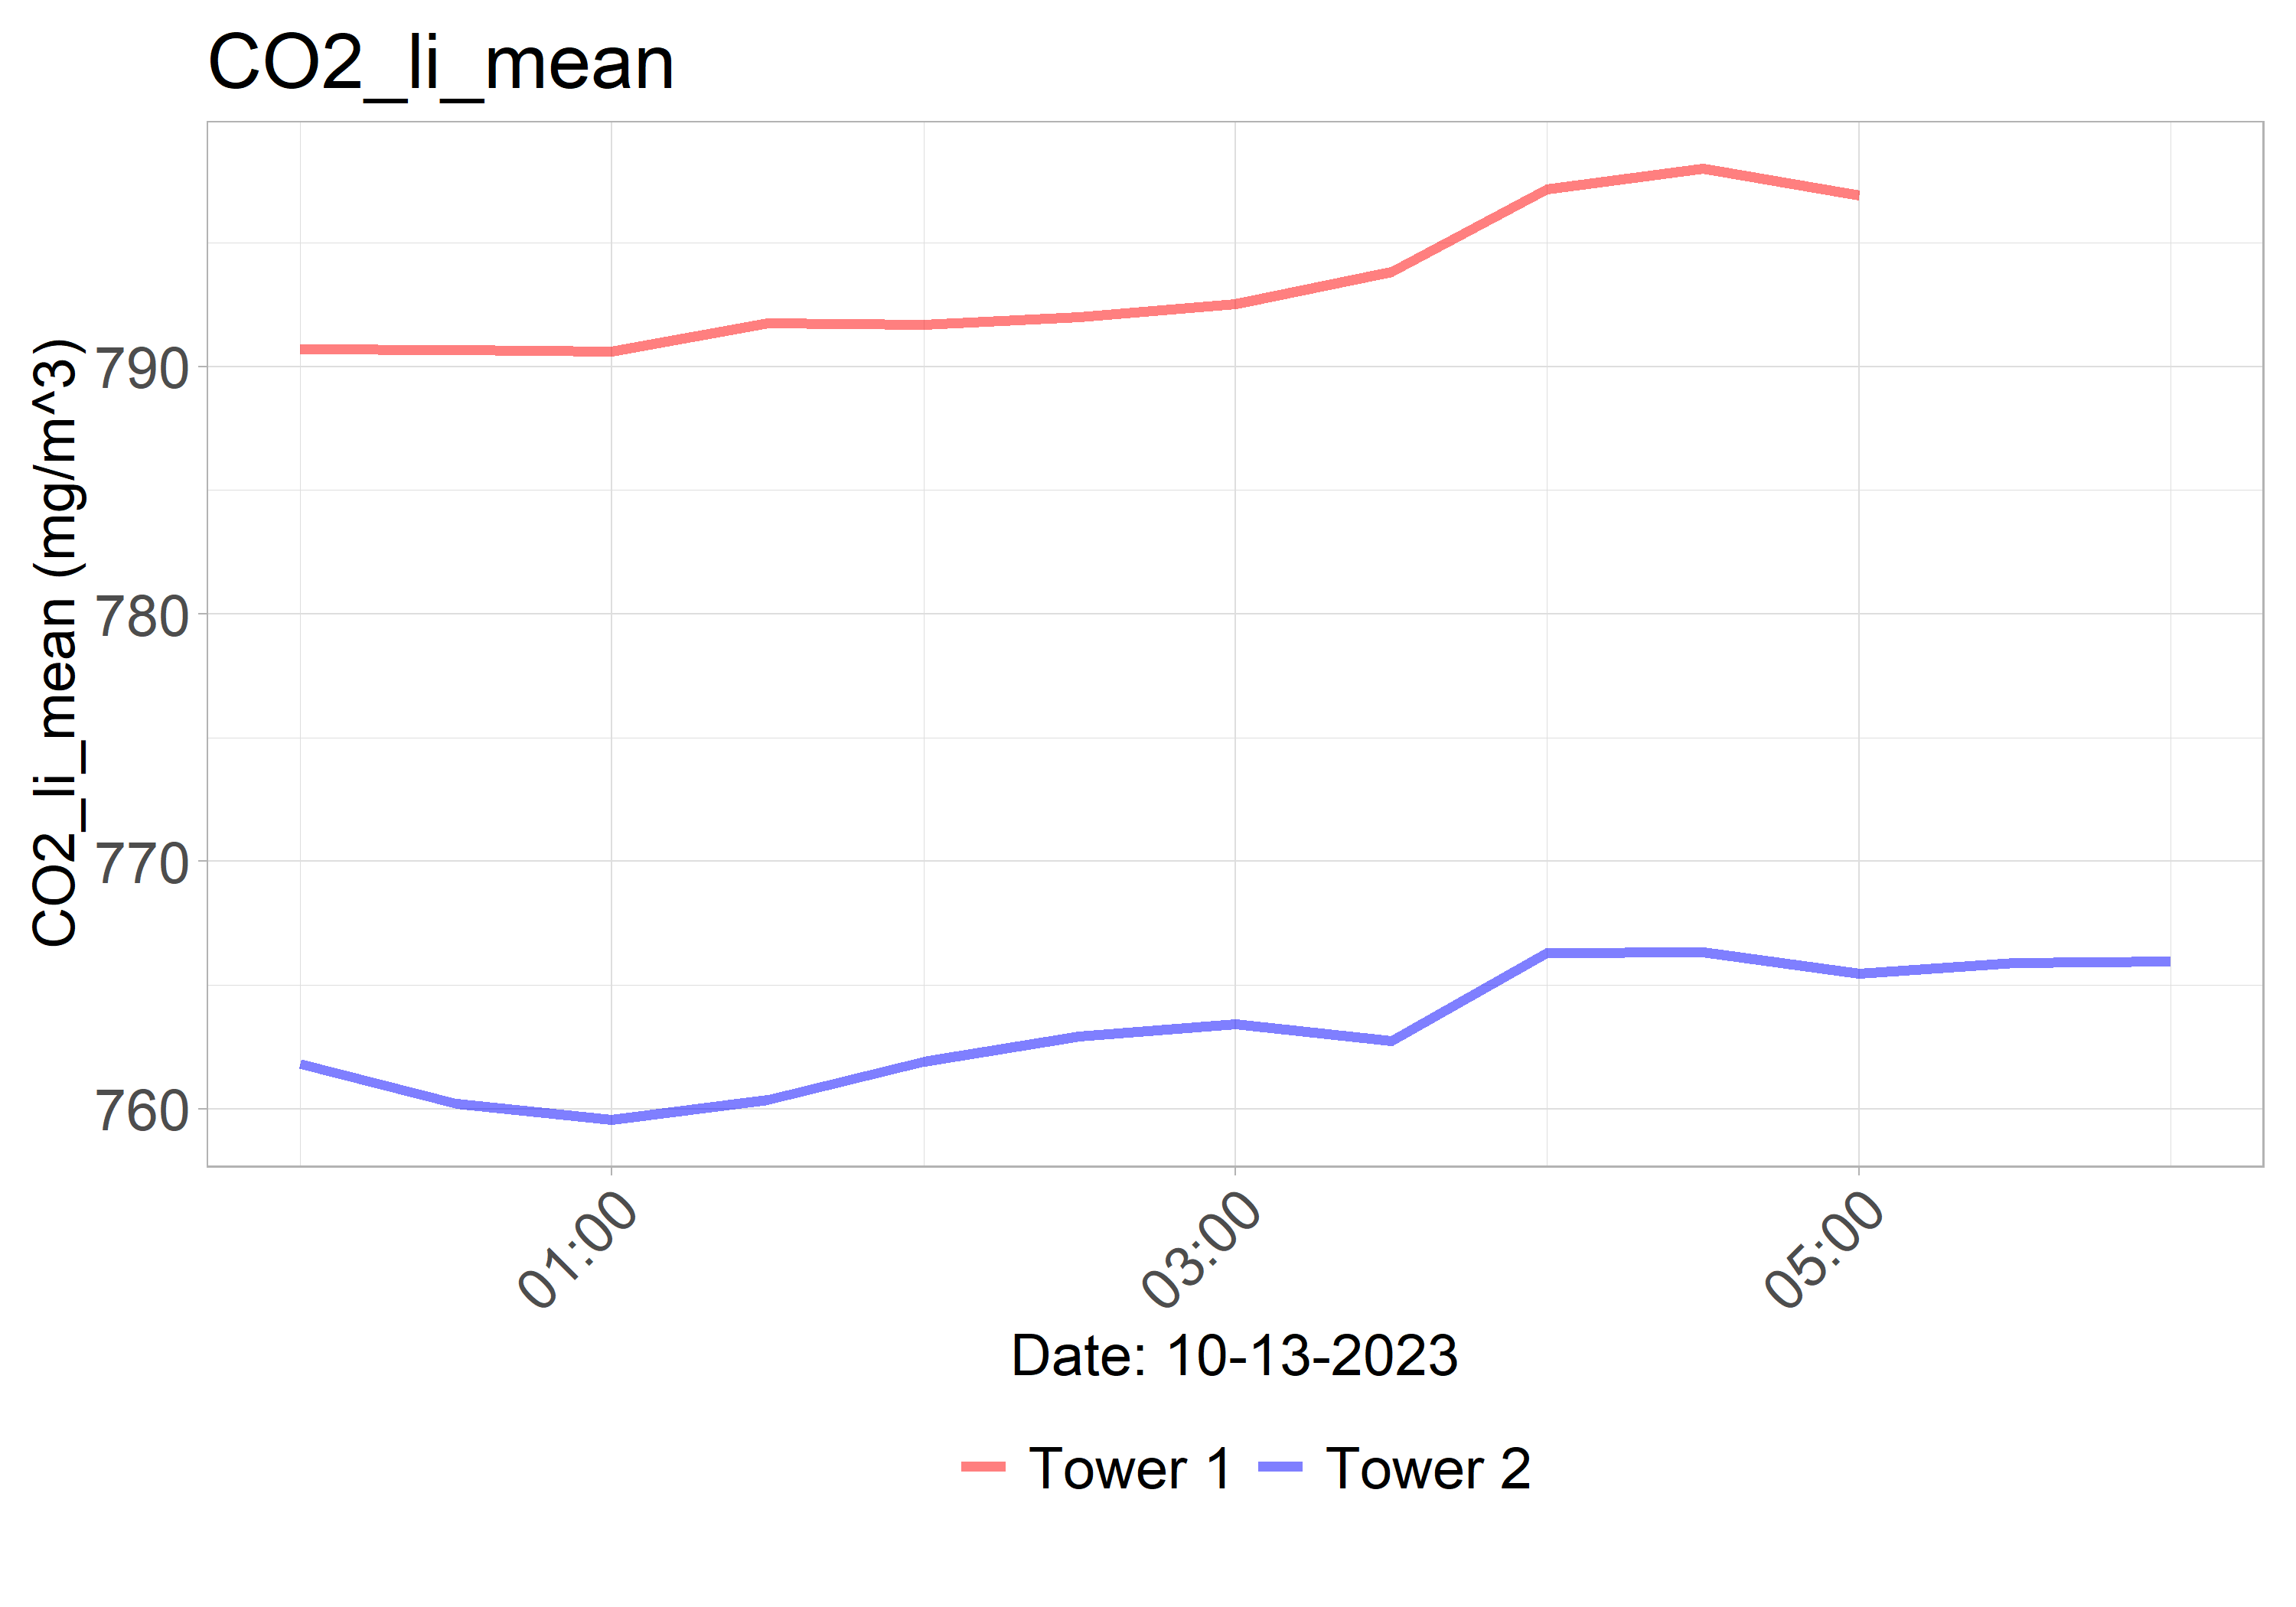 CO2_li_mean
CO2_li_mean (mg/m^3)
790
780
770
760
01:00
03:00
05:00
Date: 10-13-2023
Tower 1
Tower 2